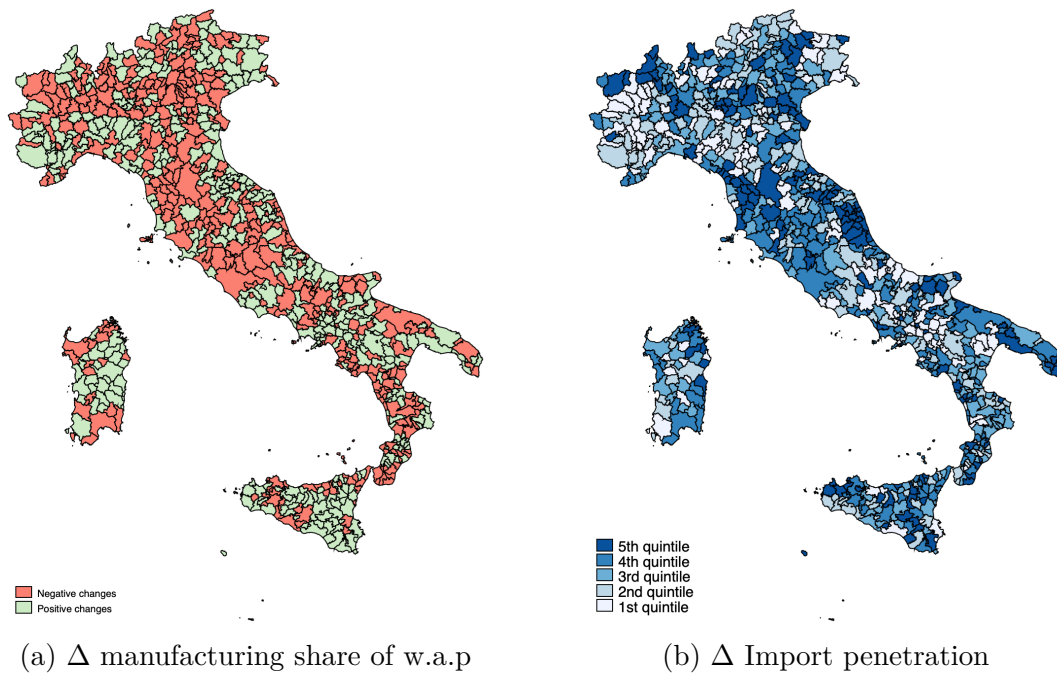 Negative changes
Positive changes
5th quintile
4th quintile
3rd quintile
2nd quintile
1st quintile
(a) Δ manufacturing share of w.a.p
(b) Δ Import penetration